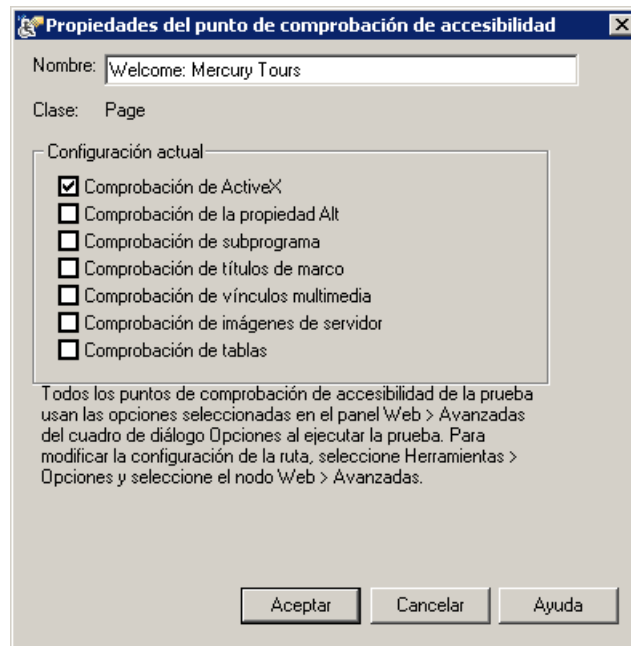 Propiedades del punto de comprobación de accesibilidad
Nombre: Welcome: Mercury Tours
Clase: Page
Configuración actual
Comprobación de ActiveX
Comprobación de la propiedad Alt
Comprobación de subprograma
Comprobación de títulos de marco
Comprobación de vínculos multimedia
Comprobación de imágenes de servidor
Comprobación de tablas
Todos los puntos de comprobación de accesibilidad de la prueba
usan las opciones seleccionadas en el panel Web > Avanzadas
del cuadro de diálogo Opciones al ejecutar la prueba. Para
modificar la configuración de la ruta, seleccione Herramientas >
Opciones y seleccione el nodo Web > Avanzadas.
Aceptar Cancelar Ayuda